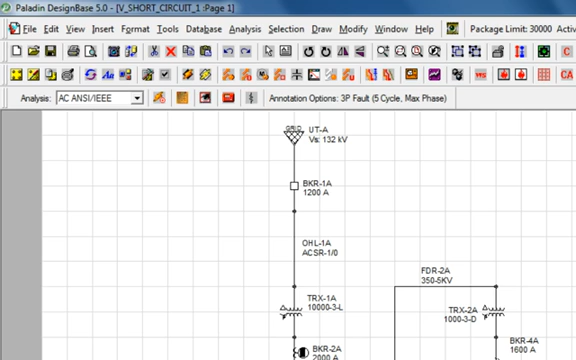 Paladin DesignBase 5.0 - [V_SHORT_CIRCUIT_1 :Page 1]
File Edit View Insert Format Tools Database Analysis Selection Draw Modify Window Help Package Limit: 30000 Activ
Analysis: AC ANSI/IEEE Annotation Options: 3P Fault (5 Cycle, Max Phase)
GRID
UT-A
Vs: 132 kV
BKR-1A
1200 A
OHL-1A
ACSR-1/0
FDR-2A
350-5KV
TRX-1A
10000-3-L
TRX-2A
1000-3-D
BKR-2A
2000 A
BKR-4A
1600 A